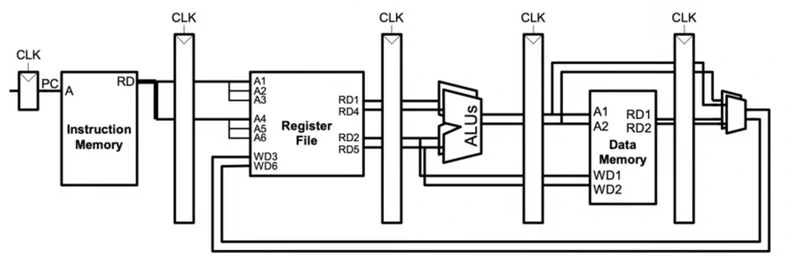 CLK
CLK
CLK
CLK
CLK
PC
A
RD
Instruction
Memory
A1
A2
A3
A4
A5
A6
WD3
WD6
Register
File
RD1
RD4
RD2
RD5
ALUs
A1
A2
RD1
RD2
Data
Memory
WD1
WD2